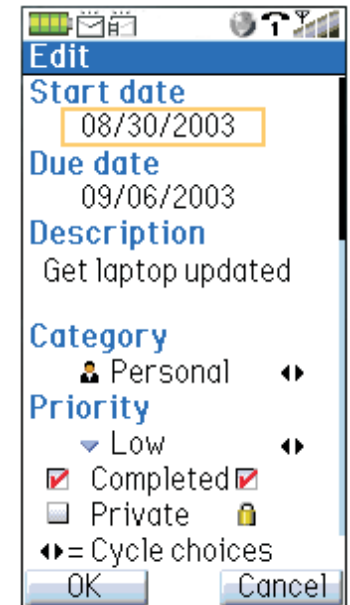 Edit
Start date
08/30/2003
Due date
09/06/2003
Description
Get laptop updated
Category
Personal
Priority
Low
Completed
Private
= Cycle choices
OK Cancel